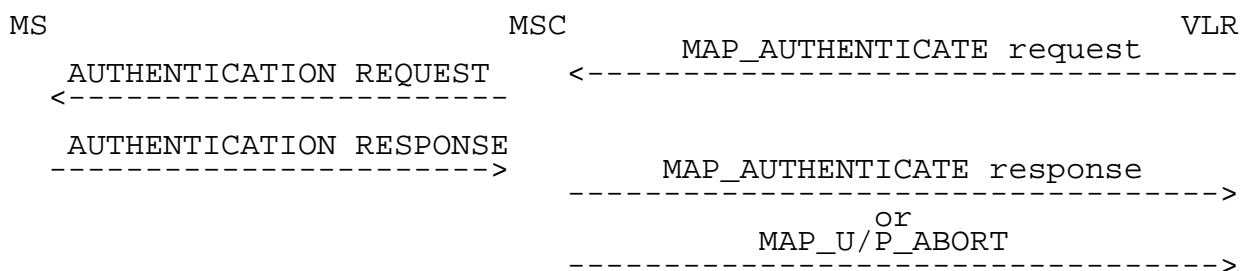 MS MSC VLR
MAP_AUTHENTICATE request
AUTHENTICATION REQUEST
<-----------------------------------
<------------------------
AUTHENTICATION RESPONSE
------------------------>
MAP_AUTHENTICATE response
----------------------------------->
or
MAP_U/P_ABORT
----------------------------------->